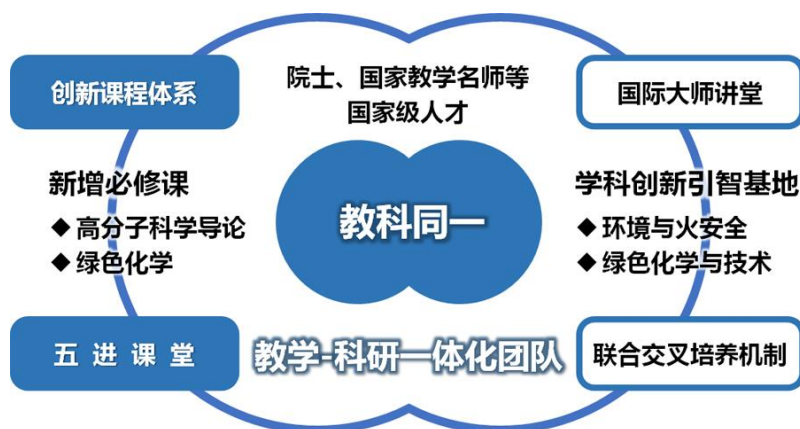 创新课程体系
院士、国家教学名师等
国家级人才
国际大师讲堂
新增必修课
◆ 高分子科学导论
◆ 绿色化学
教科同一
学科创新引智基地
◆ 环境与火安全
◆ 绿色化学与技术
五进课堂
教学-科研一体化团队
联合交叉培养机制